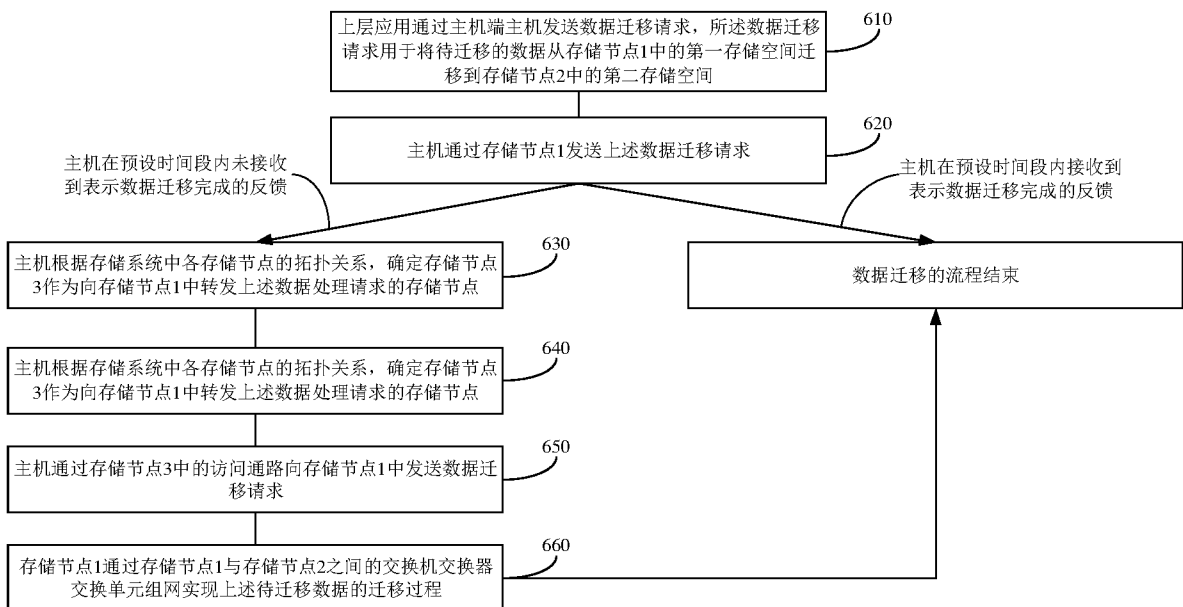 上层应用通过主机端主机发送数据迁移请求，所述数据迁移
请求用于将待迁移的数据从存储节点1中的第一存储空间迁
移到存储节点2中的第二存储空间
610
主机通过存储节点1发送上述数据迁移请求
620
主机在预设时间段内未接收
到表示数据迁移完成的反馈
主机在预设时间段内接收到
表示数据迁移完成的反馈
主机根据存储系统中各存储节点的拓扑关系，确定存储节点
3作为向存储节点1中转发上述数据处理请求的存储节点
630
数据迁移的流程结束
主机根据存储系统中各存储节点的拓扑关系，确定存储节点
3作为向存储节点1中转发上述数据处理请求的存储节点
640
主机通过存储节点3中的访问通路向存储节点1中发送数据迁
移请求
650
存储节点1通过存储节点1与存储节点2之间的交换机交换器
交换单元组网实现上述待迁移数据的迁移过程
660